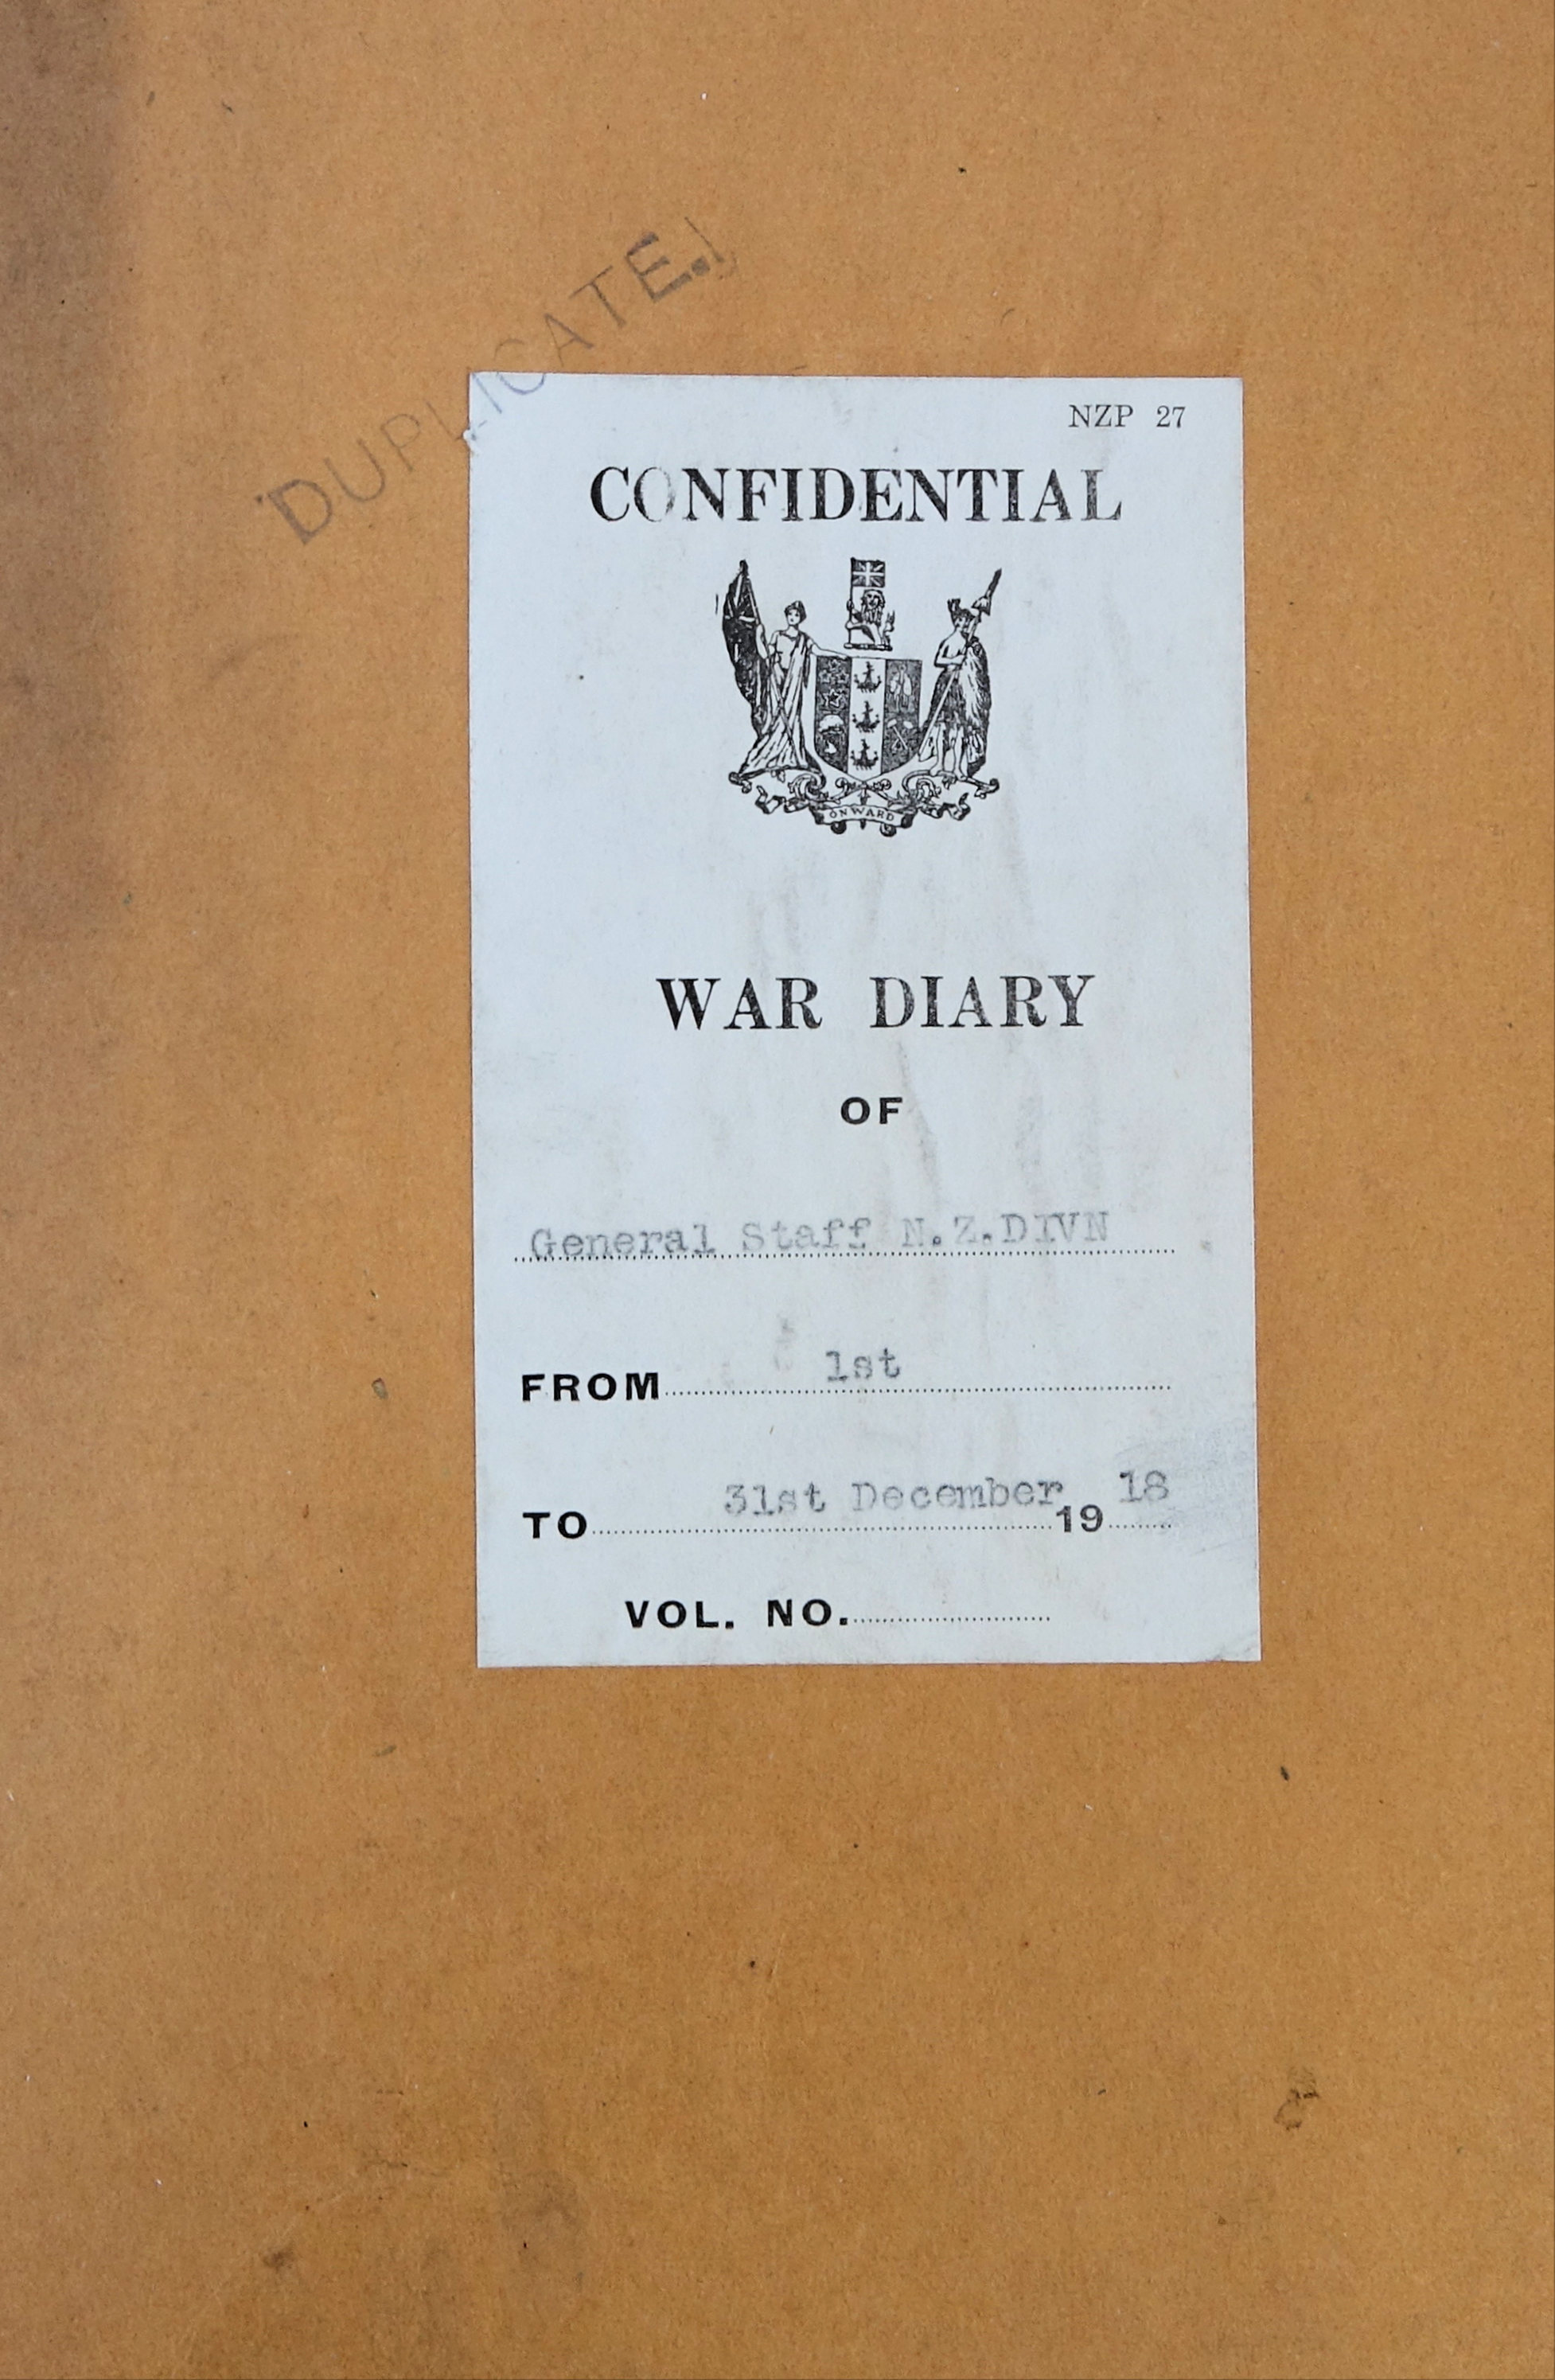 DUPLICATE.
NZP 27
CONFIDENTIAL
ONWARD
WAR DIARY
OF
General Staff N.Z.DIVN
FROM 1st
TO 31st December 19 18
VOL. NO.